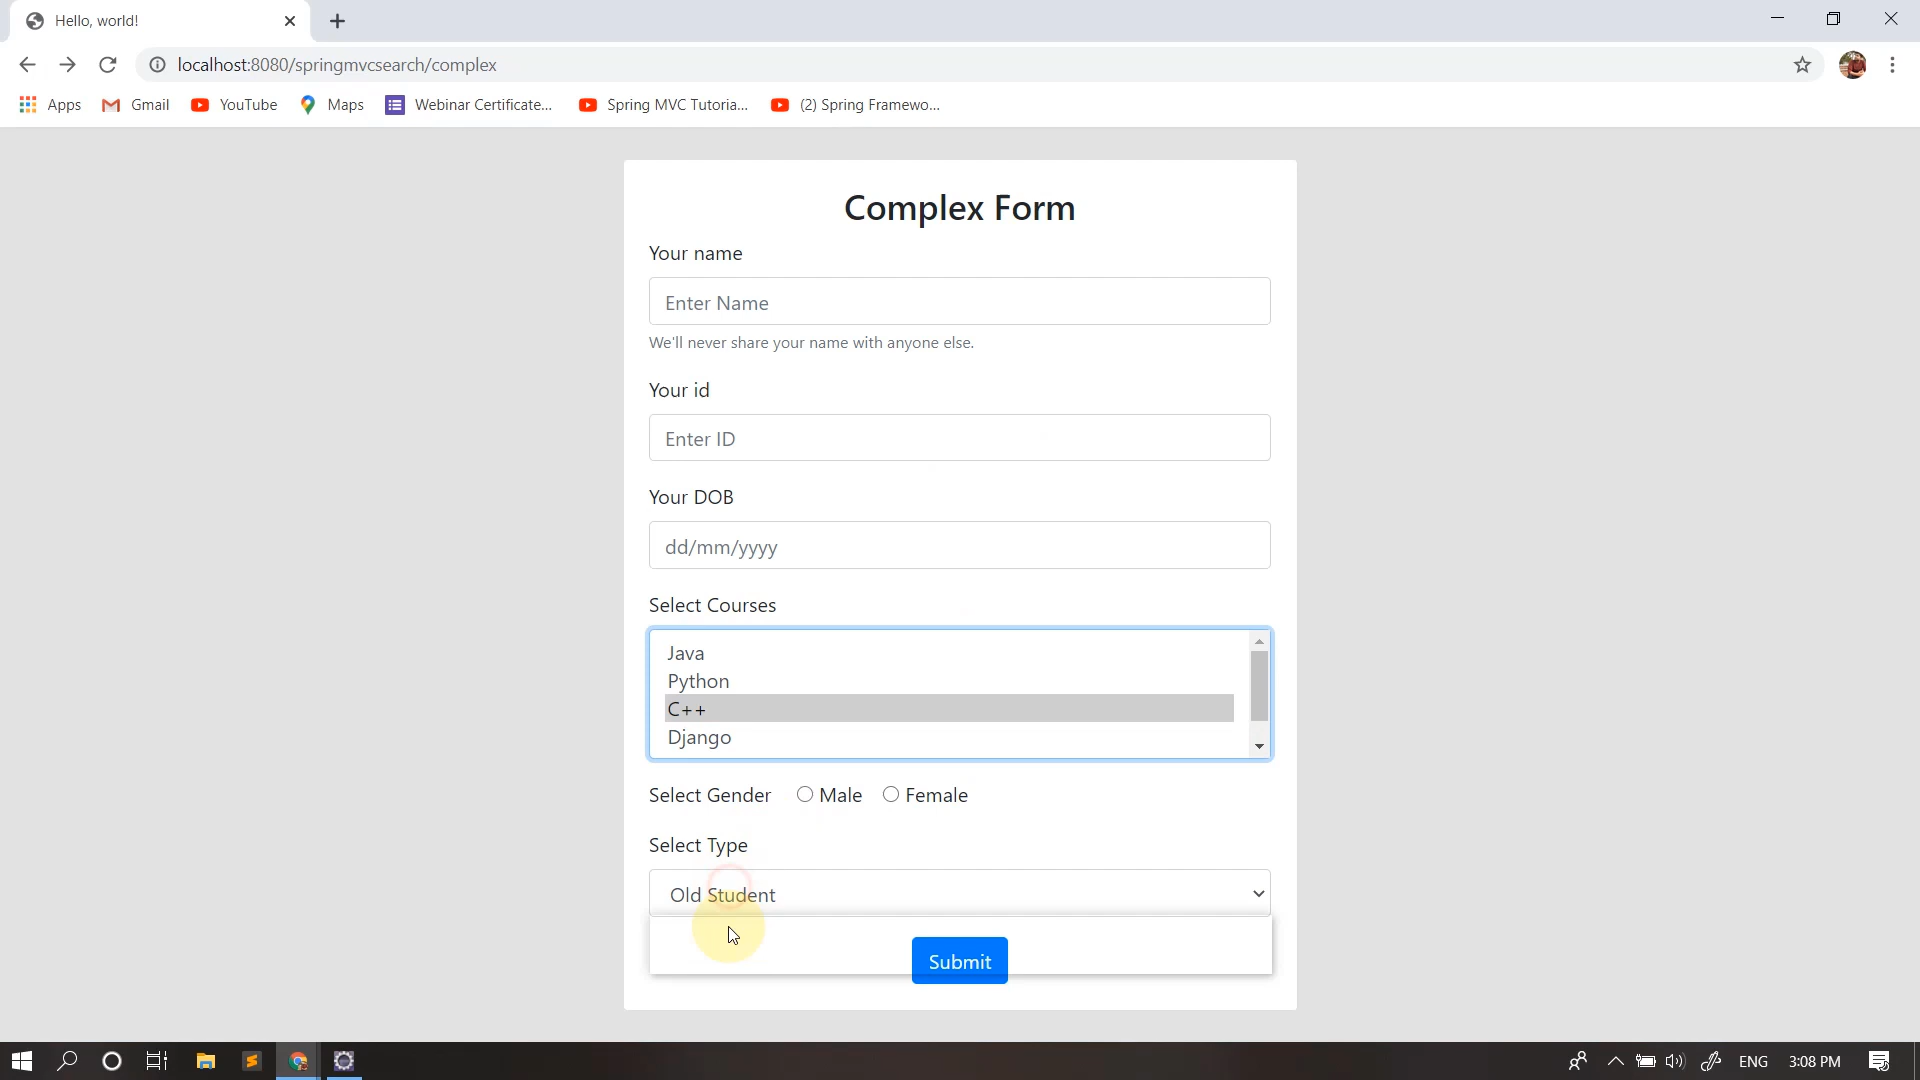 Hello, world!
localhost:8080/springmvcsearch/complex
Apps Gmail YouTube Maps Webinar Certificate... Spring MVC Tutoria... (2) Spring Framewo...
Complex Form
Your name
Enter Name
We'll never share your name with anyone else.
Your id
Enter ID
Your DOB
dd/mm/yyyy
Select Courses
Java
Python
C++
Django
Select Gender Male Female
Select Type
Old Student
Submit
ENG 3:08 PM